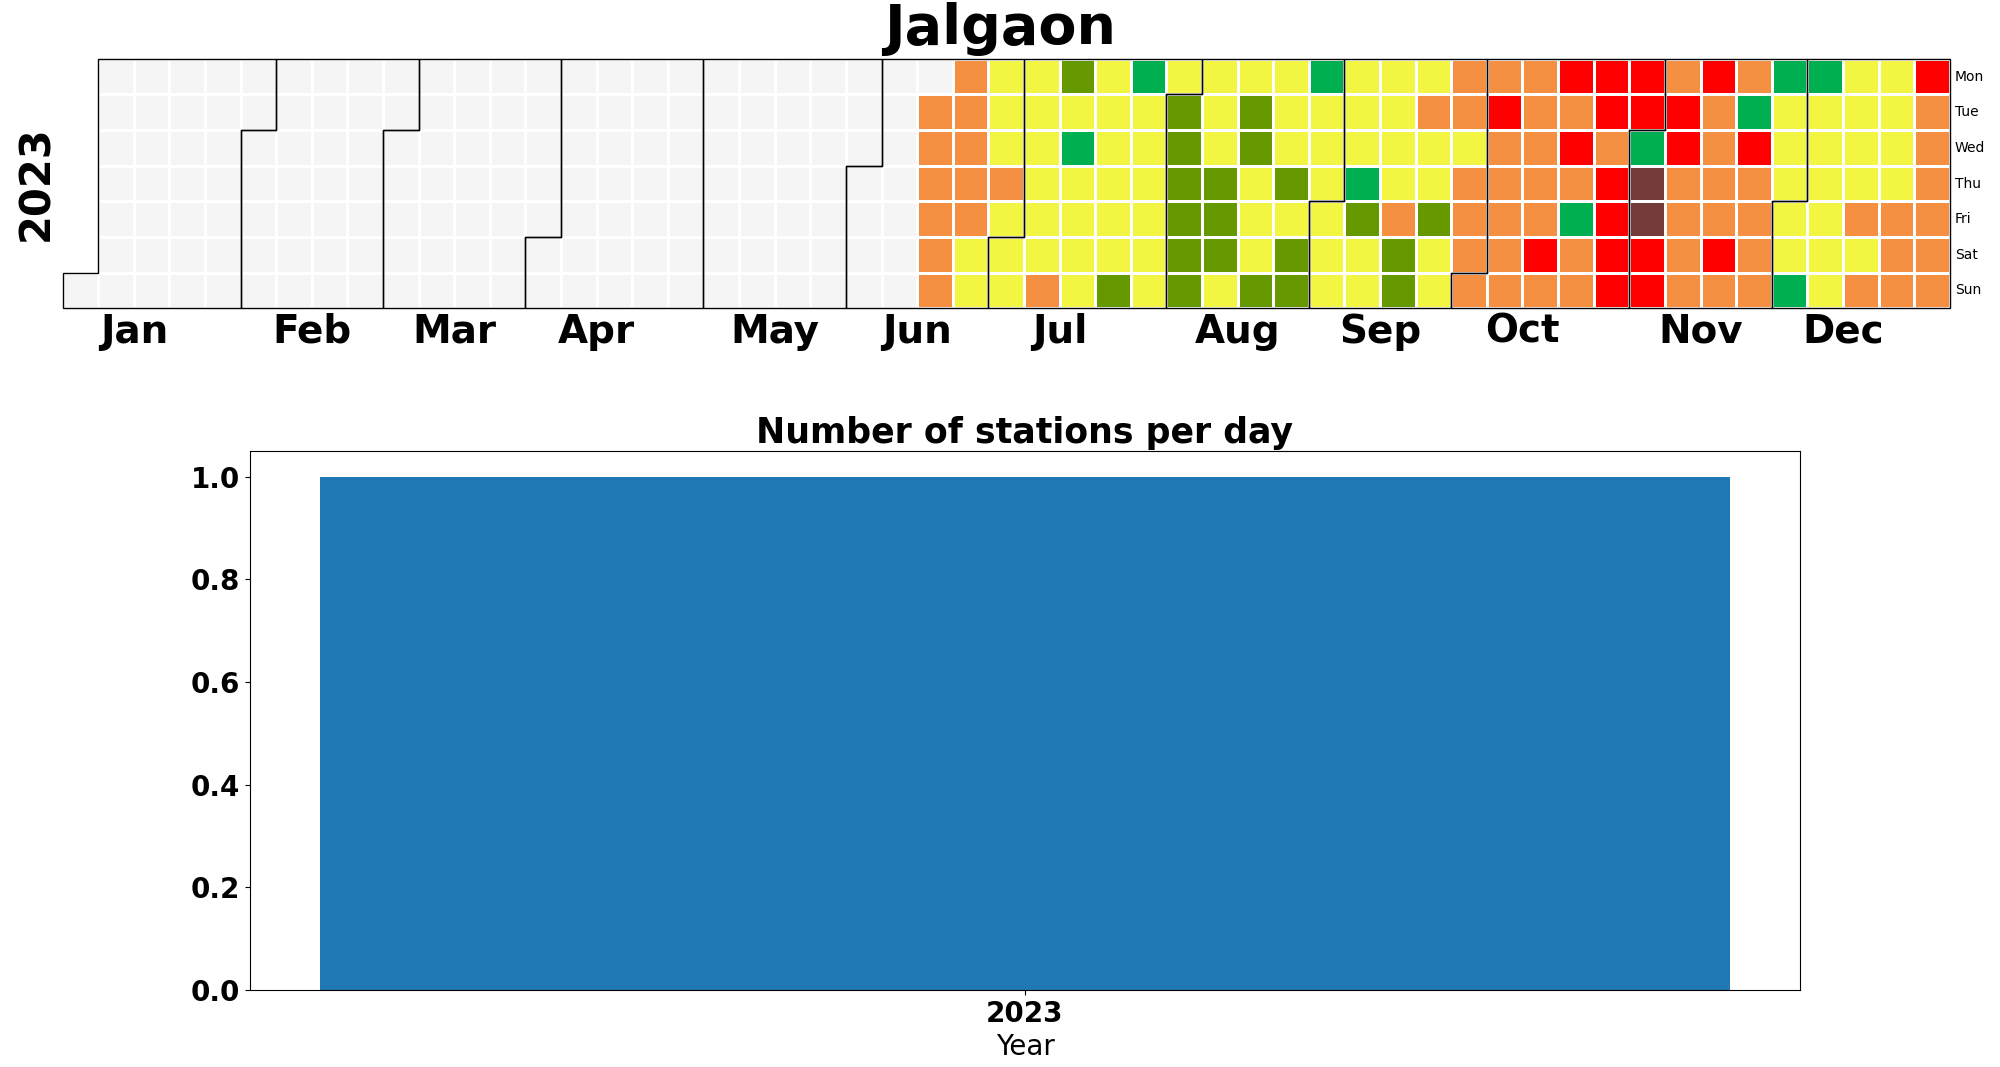 Jalgaon
2023
Mon
Tue
Wed
Thu
Fri
Sat
Sun
Jan Feb Mar Apr May Jun Jul Aug Sep Oct Nov Dec
Number of stations per day
1.0
0.8
0.6
0.4
0.2
0.0
2023
Year